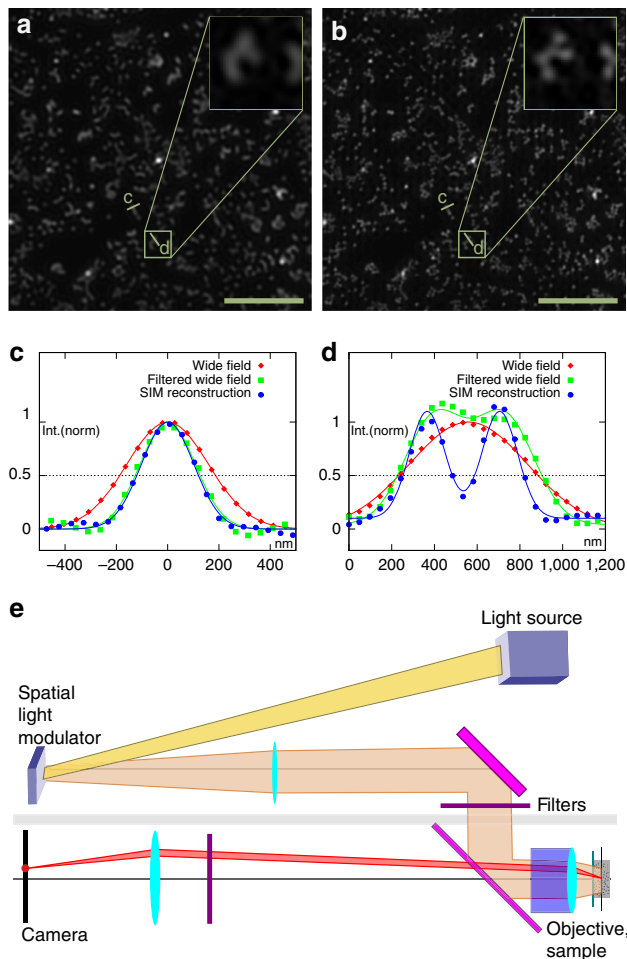 a
c
d
b
c
d
c
Wide field
Filtered wide field
SIM reconstruction
1
Int.(norm)
0.5
0
nm
–400 –200 0 200 400
d
Wide field
Filtered wide field
SIM reconstruction
1
Int.(norm)
0.5
0
nm
0 200 400 600 800 1,000 1,200
e
Light source
Spatial
light
modulator
Filters
Camera
Objective,
sample